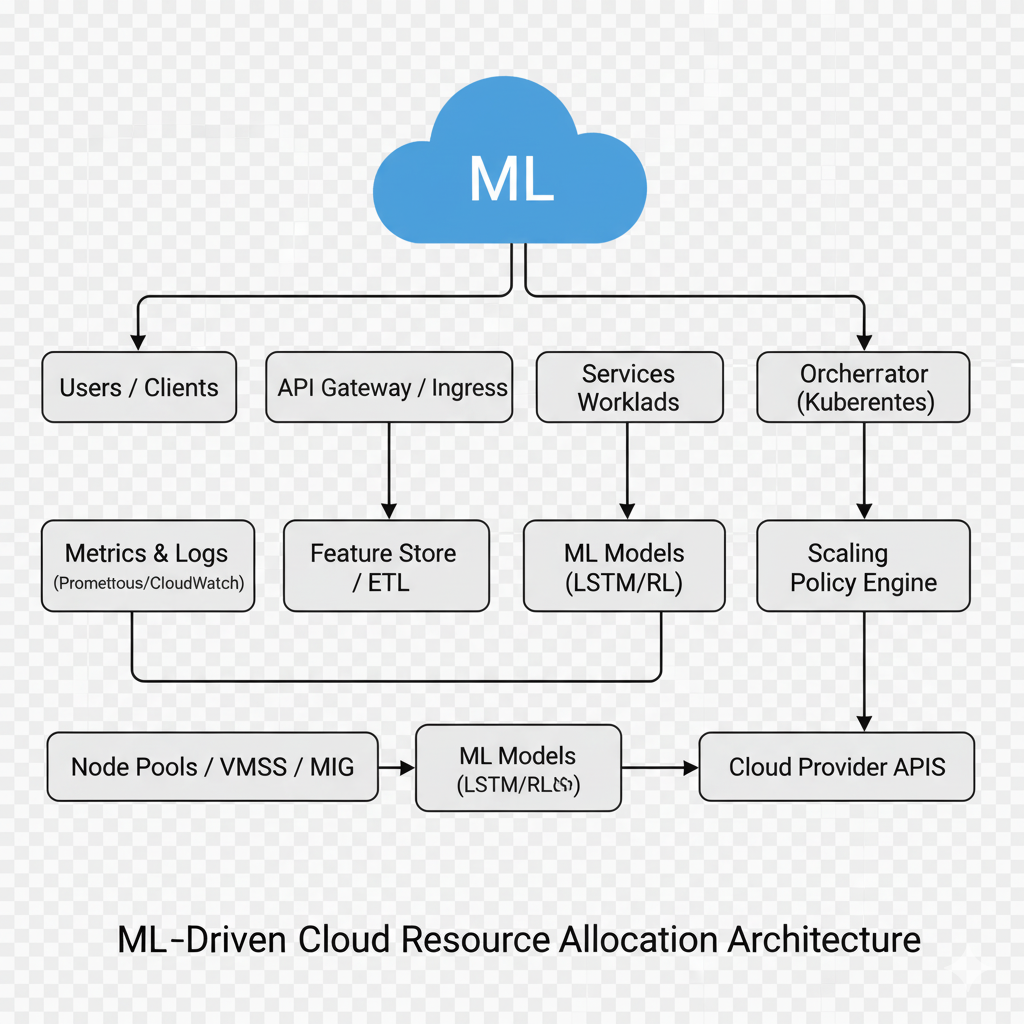 ML
Users / Clients
API Gateway / Ingress
Services
Worklads
Orcherrator
(Kuberentes)
Metrics & Logs
(Promettous/CloudWatch)
Feature Store
/ ETL
ML Models
(LSTM/RL)
Scaling
Policy Engine
Node Pools / VMSS / MIG
ML Models
(LSTM/RL
Cloud Provider APIS
ML-Driven Cloud Resource Allocation Architecture